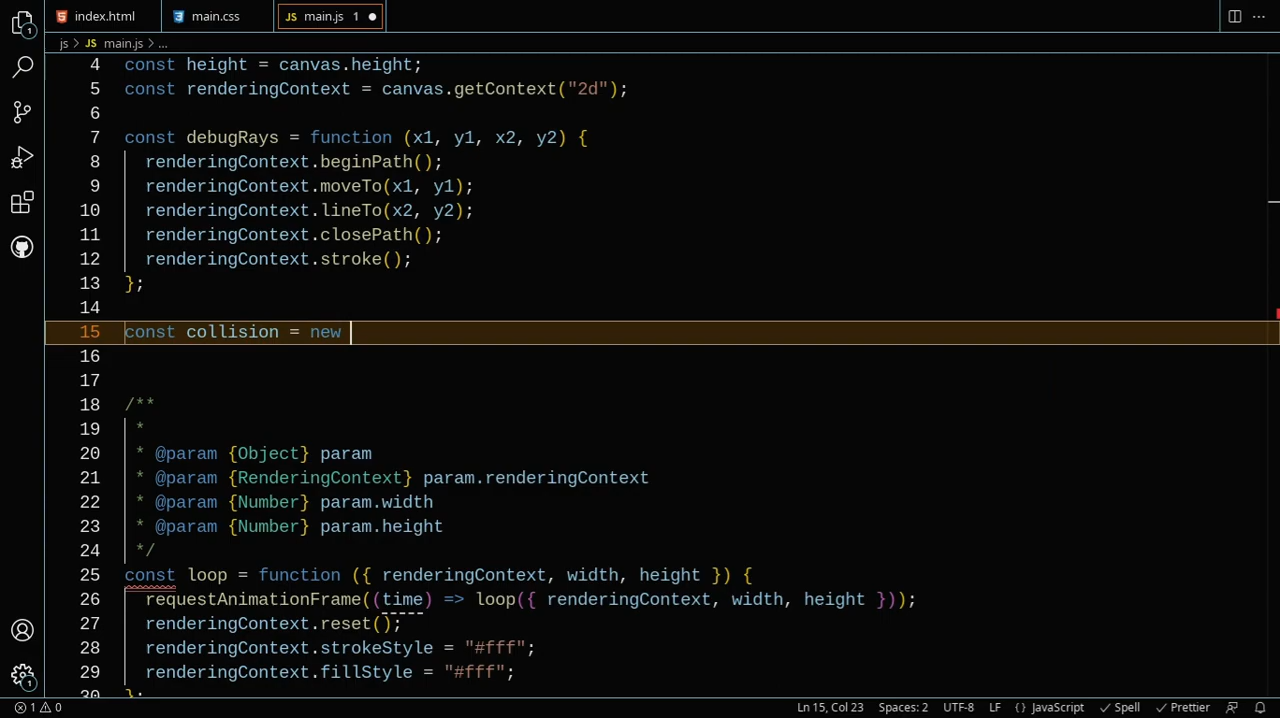 index.html
main.css
JS main.js 1
js > JS main.js > ...
4 const height = canvas.height;
5 const renderingContext = canvas.getContext("2d");
6
7 const debugRays = function (x1, y1, x2, y2) {
8 renderingContext.beginPath();
9 renderingContext.moveTo(x1, y1);
10 renderingContext.lineTo(x2, y2);
11 renderingContext.closePath();
12 renderingContext.stroke();
13 };
14
15 const collision = new
16
17
18 /**
19 *
20 * @param {Object} param
21 * @param {RenderingContext} param.renderingContext
22 * @param {Number} param.width
23 * @param {Number} param.height
24 */
25 const loop = function ({ renderingContext, width, height }) {
26 requestAnimationFrame((time) => loop({ renderingContext, width, height }));
27 renderingContext.reset();
28 renderingContext.strokeStyle = "#fff";
29 renderingContext.fillStyle = "#fff";
30 };
1
1
1 0
Ln 15, Col 23
Spaces: 2
UTF-8
LF
{} JavaScript
Spell
Prettier